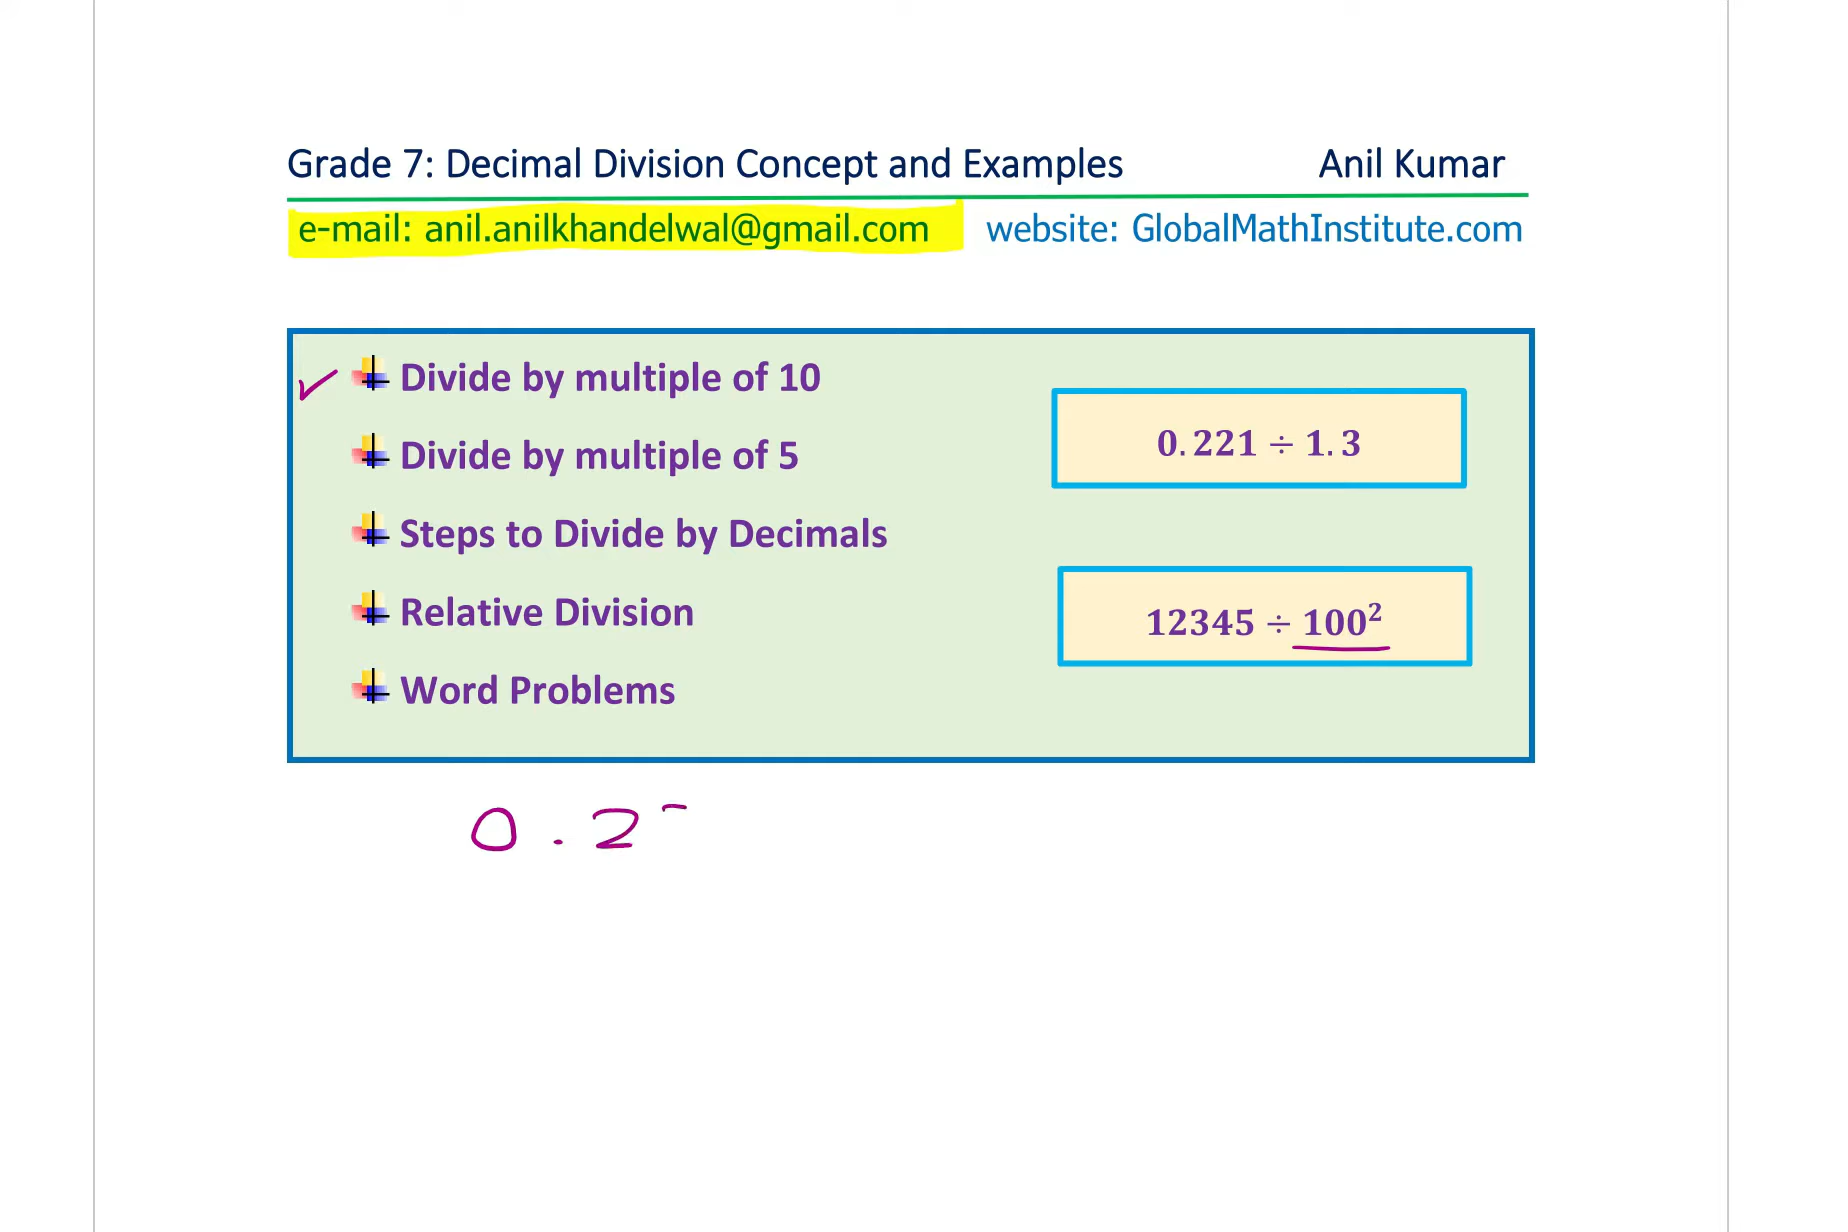 Grade 7: Decimal Division Concept and Examples Anil Kumar
e-mail: anil.anilkhandelwal@gmail.com website: GlobalMathInstitute.com
Divide by multiple of 10
Divide by multiple of 5
Steps to Divide by Decimals
Relative Division
Word Problems
0.221 ÷ 1.3
12345 ÷ 100²
0.2